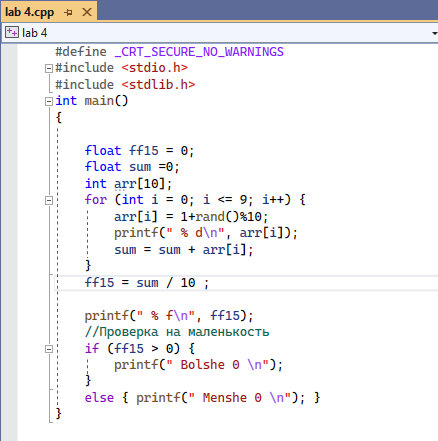 lab 4.cpp
lab 4
#define _CRT_SECURE_NO_WARNINGS
#include <stdio.h>
#include <stdlib.h>
int main()
{
float ff15 = 0;
float sum =0;
int arr[10];
for (int i = 0; i <= 9; i++) {
arr[i] = 1+rand()%10;
printf(" % d\n", arr[i]);
sum = sum + arr[i];
}
ff15 = sum / 10 ;
printf(" % f\n", ff15);
//Проверка на маленькость
if (ff15 > 0) {
printf(" Bolshe 0 \n");
}
else { printf(" Menshe 0 \n"); }
}